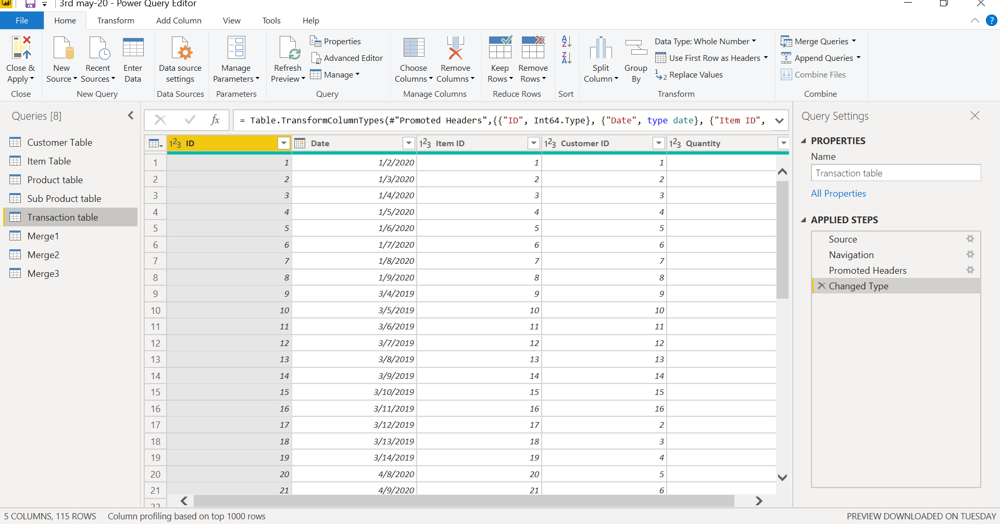 3rd may-20 - Power Query Editor
File Home Transform Add Column View Tools Help
Close & Apply
Close
New Source
Recent Sources
Enter Data
New Query
Data source settings
Data Sources
Manage Parameters
Parameters
Refresh Preview
Properties
Advanced Editor
Manage
Query
Choose Columns
Remove Columns
Manage Columns
Keep Rows
Remove Rows
Reduce Rows
Sort
Split Column
Group By
Data Type: Whole Number
Use First Row as Headers
Replace Values
Transform
Merge Queries
Append Queries
Combine Files
Combine
Queries [8]
Customer Table
Item Table
Product table
Sub Product table
Transaction table
Merge1
Merge2
Merge3
fx = Table.TransformColumnTypes(#"Promoted Headers",{{"ID", Int64.Type}, {"Date", type date}, {"Item ID",
ID Date Item ID Customer ID Quantity
1 1 1/2/2020 1 1
2 2 1/3/2020 2 2
3 3 1/4/2020 3 3
4 4 1/5/2020 4 4
5 5 1/6/2020 5 5
6 6 1/7/2020 6 6
7 7 1/8/2020 7 7
8 8 1/9/2020 8 8
9 9 3/4/2019 9 9
10 10 3/5/2019 10 10
11 11 3/6/2019 11 11
12 12 3/7/2019 12 12
13 13 3/8/2019 13 13
14 14 3/9/2019 14 14
15 15 3/10/2019 15 15
16 16 3/11/2019 16 16
17 17 3/12/2019 17 2
18 18 3/13/2019 18 3
19 19 3/14/2019 19 4
20 20 4/8/2020 20 5
21 21 4/9/2020 21 6
22
Query Settings
PROPERTIES
Name
Transaction table
All Properties
APPLIED STEPS
Source
Navigation
Promoted Headers
Changed Type
5 COLUMNS, 115 ROWS Column profiling based on top 1000 rows
PREVIEW DOWNLOADED ON TUESDAY